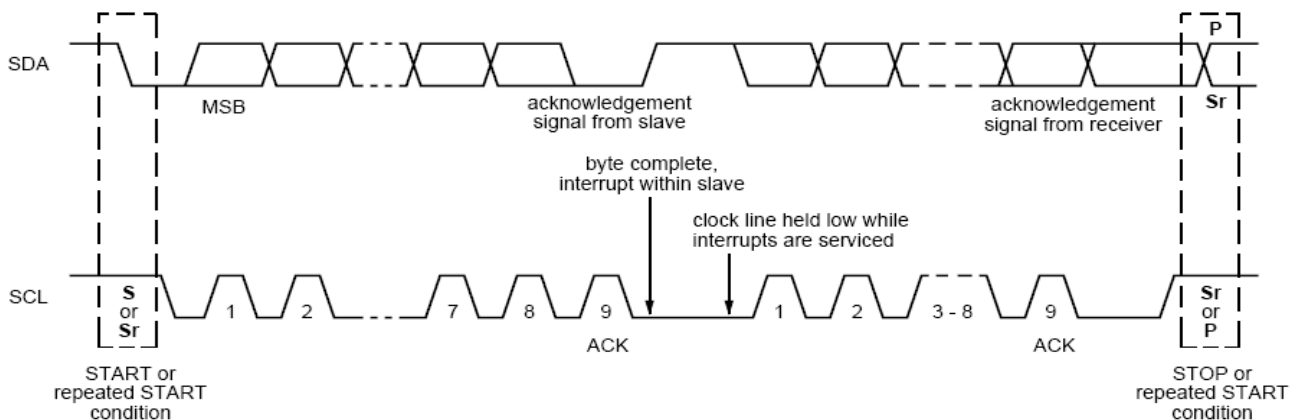 P
SDA
MSB
acknowledgement
signal from slave
acknowledgement
signal from receiver
Sr
byte complete,
interrupt within slave
clock line held low while
interrupts are serviced
SCL
S
or
Sr
1
2
7
8
9
1
2
3 - 8
9
Sr
or
P
ACK
ACK
START or
repeated START
condition
STOP or
repeated START
condition